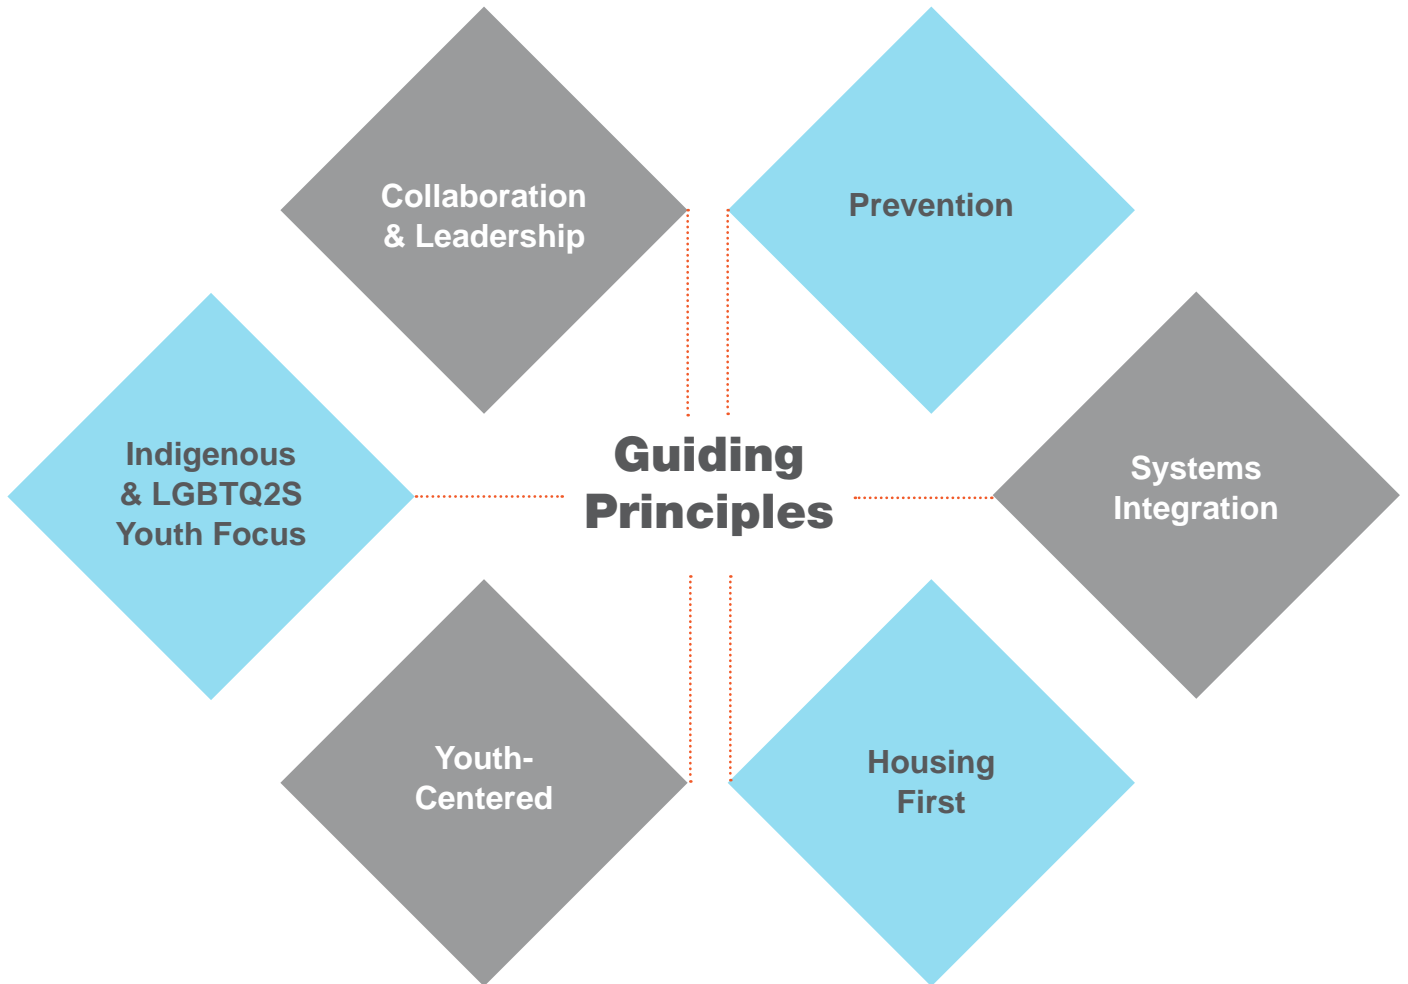 Collaboration
& Leadership
Prevention
Indigenous
& LGBTQ2S
Youth Focus
Guiding
Principles
Systems
Integration
Youth-
Centered
Housing
First